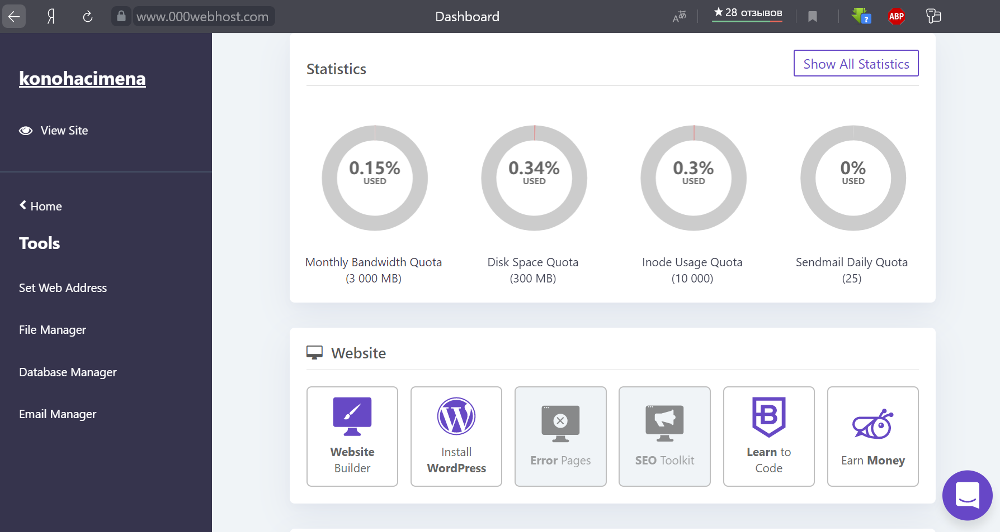 www.000webhost.com
Dashboard
★28 отзывов
ABP
konohacimena
View Site
Home
Tools
Set Web Address
File Manager
Database Manager
Email Manager
Statistics
Show All Statistics
0.15%
USED
Monthly Bandwidth Quota
(3 000 MB)
0.34%
USED
Disk Space Quota
(300 MB)
0.3%
USED
Inode Usage Quota
(10 000)
0%
USED
Sendmail Daily Quota
(25)
Website
Website
Builder
Install
WordPress
Error Pages
SEO Toolkit
Learn to
Code
Earn Money